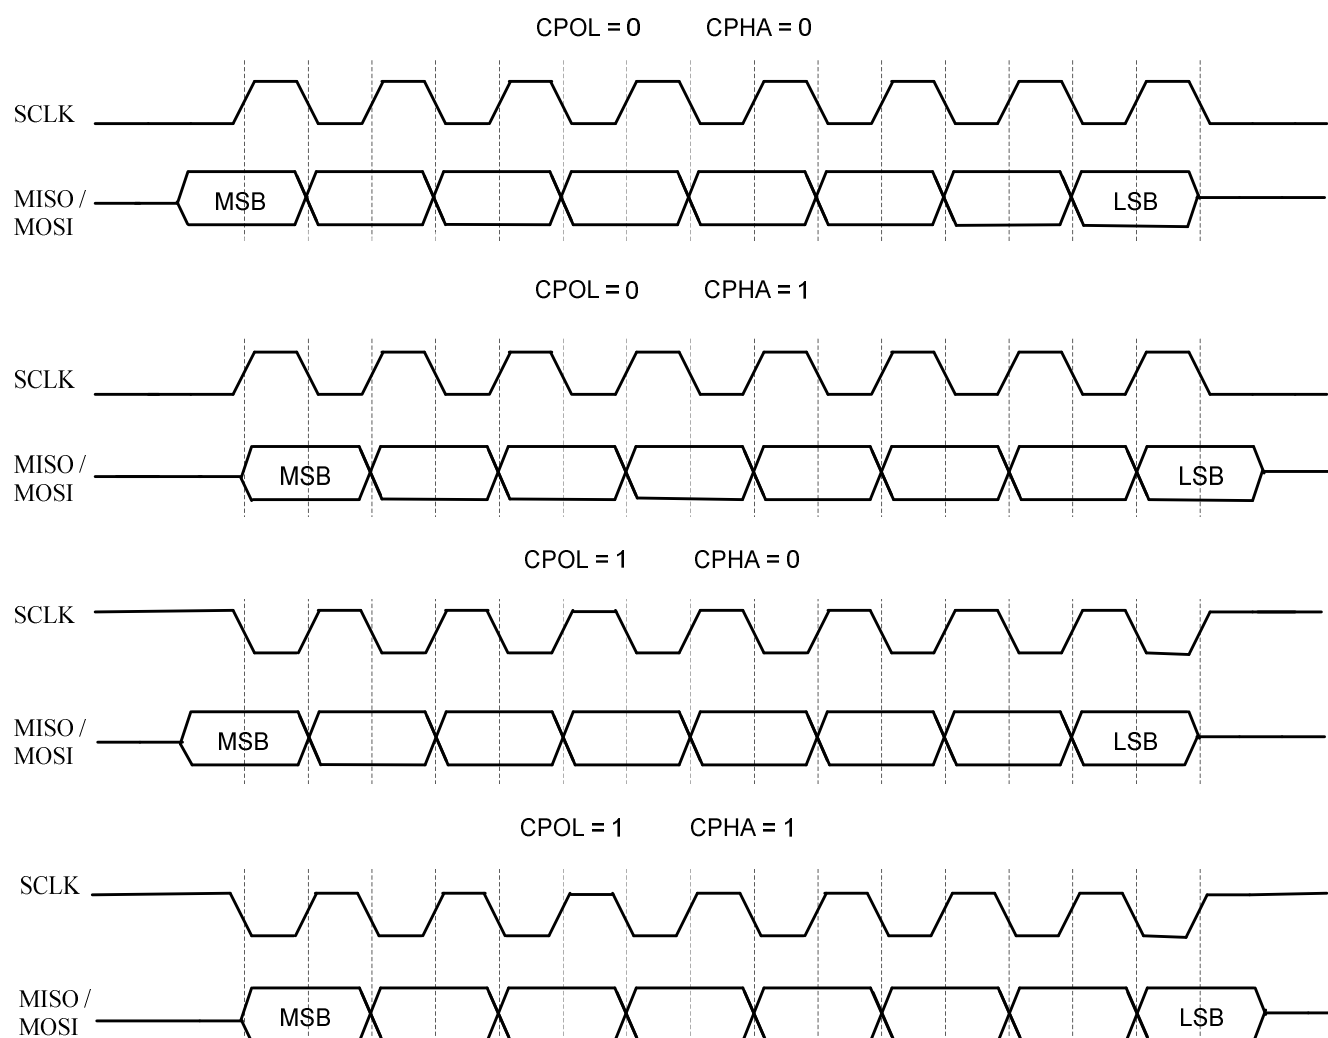 CPOL = 0 CPHA = 0
SCLK
MISO /
MOSI
MSB LSB
CPOL = 0 CPHA = 1
SCLK
MISO /
MOSI
MSB LSB
CPOL = 1 CPHA = 0
SCLK
MISO /
MOSI
MSB LSB
CPOL = 1 CPHA = 1
SCLK
MISO /
MOSI
MSB LSB